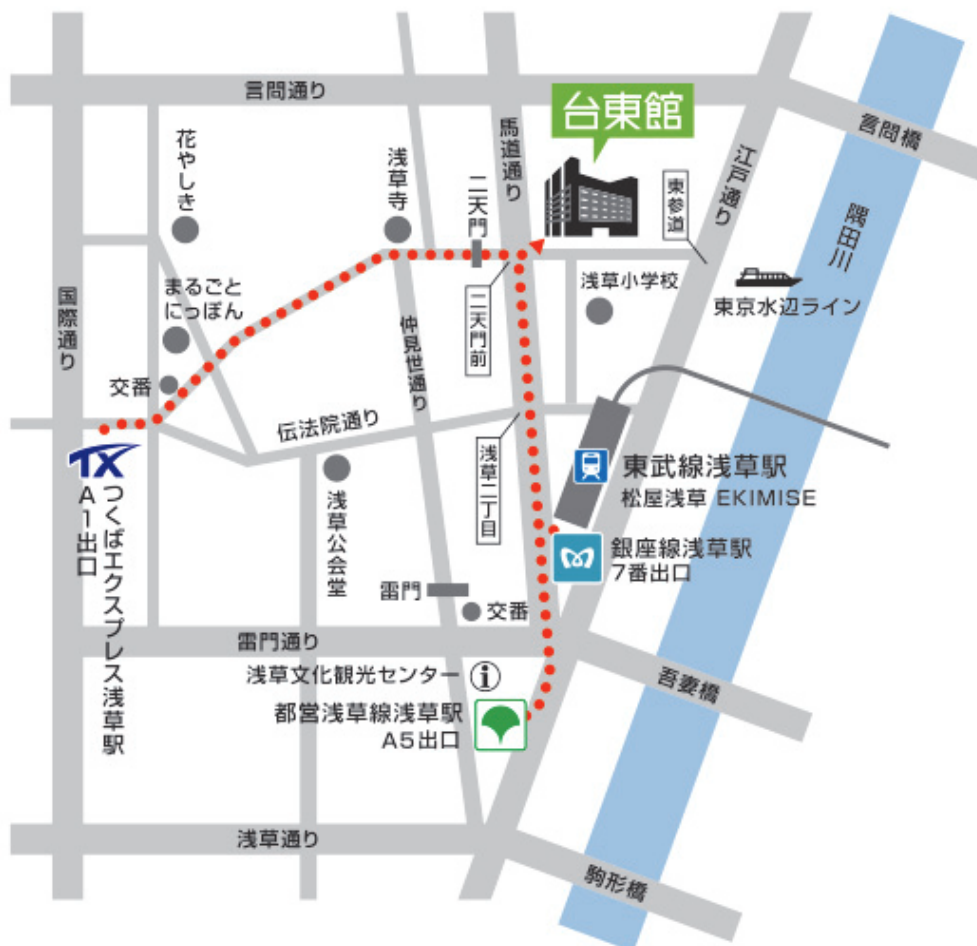 言問通り
台東館
馬道通り
江戸通り
東参道
言問橋
隅田川
花やしき
浅草寺
二天門
浅草小学校
東京水辺ライン
国際通り
まるごと
にっぽん
二天門前
仲見世通り
交番
伝法院通り
浅草二丁目
東武線浅草駅
松屋浅草 EKIMISE
TX
つくばエクスプレス浅草駅
A1出口
浅草公会堂
銀座線浅草駅
7番出口
雷門
交番
雷門通り
浅草文化観光センター
i
都営浅草線浅草駅
A5出口
吾妻橋
浅草通り
駒形橋